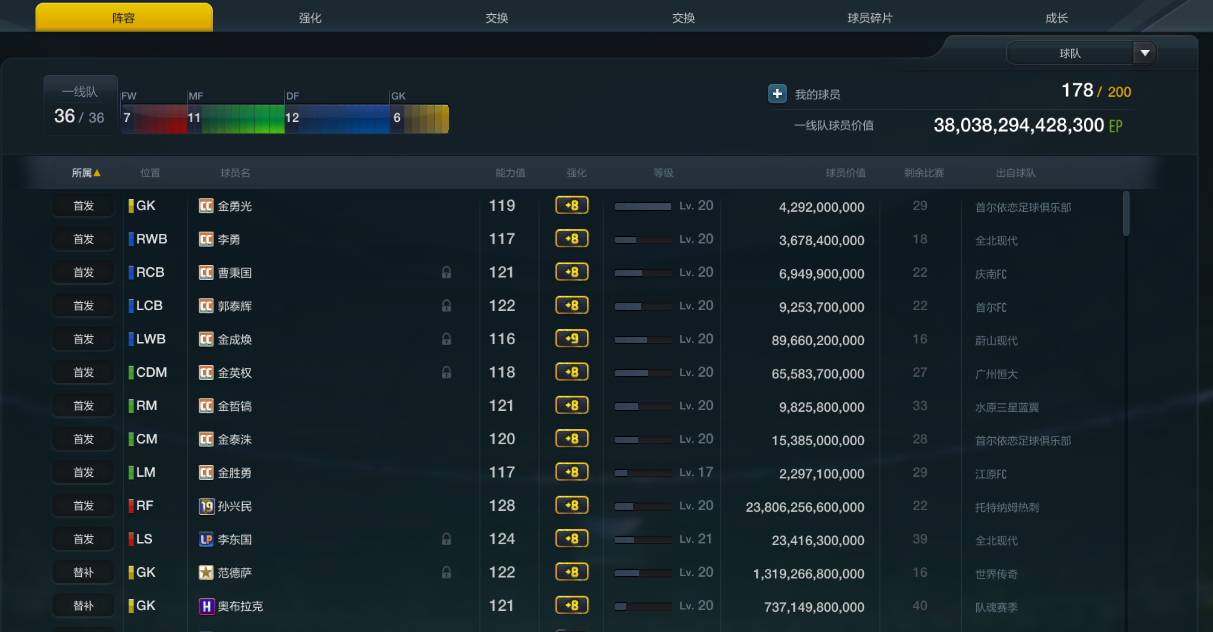 阵容 强化 交换 交换 球员碎片 成长
球队
一线队 36 / 36
FW MF DF GK
7 11 12 6
我的球员 178 / 200
一线队球员价值 38,038,294,428,300 EP
所属 位置 球员名 能力值 强化 等级 球员价值 剩余比赛 出自球队
首发 GK CC 金勇光 119 +8 Lv. 20 4,292,000,000 29 首尔依恋足球俱乐部
首发 RWB CC 李勇 117 +8 Lv. 20 3,678,400,000 18 全北现代
首发 RCB CC 曹秉国 121 +8 Lv. 20 6,949,900,000 22 庆南FC
首发 LCB CC 郭泰辉 122 +8 Lv. 20 9,253,700,000 22 首尔FC
首发 LWB CC 金成焕 116 +9 Lv. 20 89,660,200,000 16 蔚山现代
首发 CDM CC 金英权 118 +8 Lv. 20 65,583,700,000 27 广州恒大
首发 RM CC 金哲镐 121 +8 Lv. 20 9,825,800,000 33 水原三星蓝翼
首发 CM CC 金泰洙 120 +8 Lv. 20 15,385,000,000 28 首尔依恋足球俱乐部
首发 LM CC 金胜勇 117 +8 Lv. 17 2,297,100,000 29 江原FC
首发 RF 19 孙兴民 128 +8 Lv. 20 23,806,256,600,000 22 托特纳姆热刺
首发 LS LP 李东国 124 +8 Lv. 21 23,416,300,000 39 全北现代
替补 GK 范德萨 122 +8 Lv. 20 1,319,266,800,000 16 世界传奇
替补 GK H 奥布拉克 121 +8 Lv. 20 737,149,800,000 40 队魂赛季